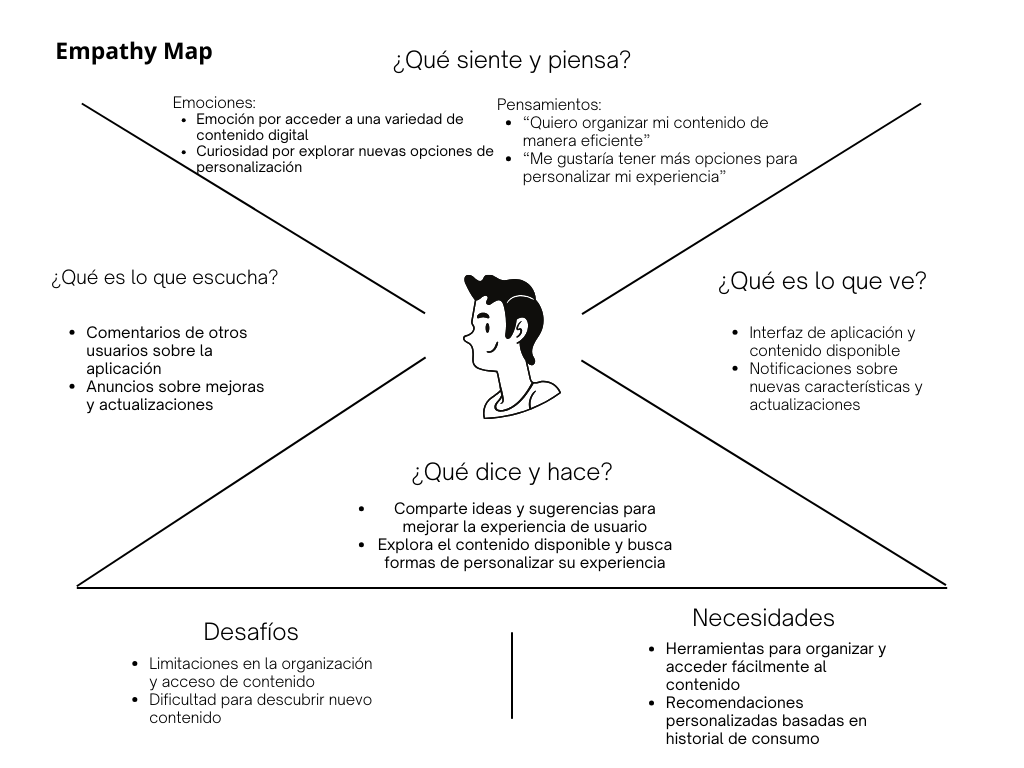 Empathy Map
¿Qué siente y piensa?
Emociones:
• Emoción por acceder a una variedad de
contenido digital
• Curiosidad por explorar nuevas opciones de
personalización
Pensamientos:
• “Quiero organizar mi contenido de
manera eficiente”
• “Me gustaría tener más opciones para
personalizar mi experiencia”
¿Qué es lo que escucha?
• Comentarios de otros
usuarios sobre la
aplicación
• Anuncios sobre mejoras
y actualizaciones
¿Qué es lo que ve?
• Interfaz de aplicación y
contenido disponible
• Notificaciones sobre
nuevas características y
actualizaciones
¿Qué dice y hace?
• Comparte ideas y sugerencias para
mejorar la experiencia de usuario
• Explora el contenido disponible y busca
formas de personalizar su experiencia
Desafíos
• Limitaciones en la organización
y acceso de contenido
• Dificultad para descubrir nuevo
contenido
Necesidades
• Herramientas para organizar y
acceder fácilmente al
contenido
• Recomendaciones
personalizadas basadas en
historial de consumo